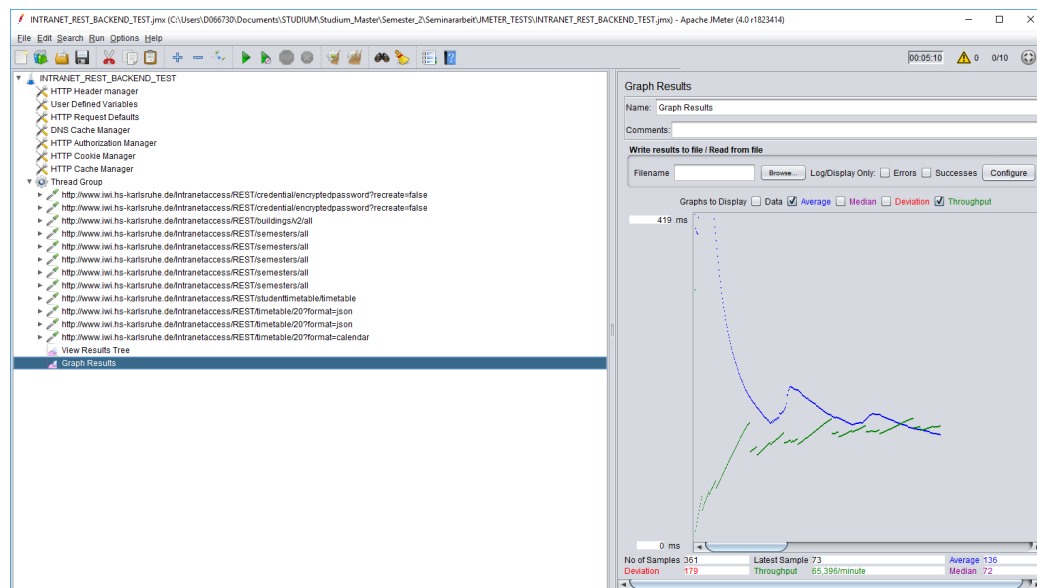 INTRANET_REST_BACKEND_TEST.jmx (C:\Users\D066730\Documents\STUDIUM\Studium_Master\Semester_2\Seminararbeit\JMETER_TESTS\INTRANET_REST_BACKEND_TEST.jmx) - Apache JMeter (4.0 r1823414)
File Edit Search Run Options Help
00:05:10 0 0/10
INTRANET_REST_BACKEND_TEST
HTTP Header manager
User Defined Variables
HTTP Request Defaults
DNS Cache Manager
HTTP Authorization Manager
HTTP Cookie Manager
HTTP Cache Manager
Thread Group
http://www.iwi.hs-karlsruhe.de/Intranetaccess/REST/credential/encryptedpassword?recreate=false
http://www.iwi.hs-karlsruhe.de/Intranetaccess/REST/credential/encryptedpassword?recreate=false
http://www.iwi.hs-karlsruhe.de/Intranetaccess/REST/buildings/v2/all
http://www.iwi.hs-karlsruhe.de/Intranetaccess/REST/semesters/all
http://www.iwi.hs-karlsruhe.de/Intranetaccess/REST/semesters/all
http://www.iwi.hs-karlsruhe.de/Intranetaccess/REST/semesters/all
http://www.iwi.hs-karlsruhe.de/Intranetaccess/REST/semesters/all
http://www.iwi.hs-karlsruhe.de/Intranetaccess/REST/semesters/all
http://www.iwi.hs-karlsruhe.de/Intranetaccess/REST/studenttimetable/timetable
http://www.iwi.hs-karlsruhe.de/Intranetaccess/REST/timetable/20?format=json
http://www.iwi.hs-karlsruhe.de/Intranetaccess/REST/timetable/20?format=json
http://www.iwi.hs-karlsruhe.de/Intranetaccess/REST/timetable/20?format=calendar
View Results Tree
Graph Results
Graph Results
Name: Graph Results
Comments:
Write results to file / Read from file
Filename Browse... Log/Display Only: Errors Successes Configure
Graphs to Display Data Average Median Deviation Throughput
419 ms
0 ms
No of Samples 361 Latest Sample 73 Average 136
Deviation 179 Throughput 65,396/minute Median 72